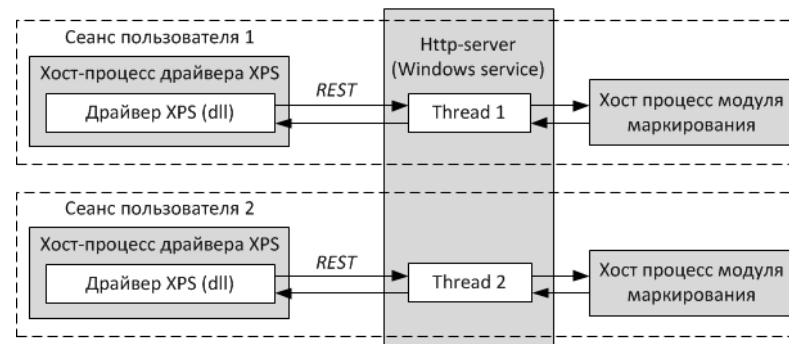 Сеанс пользователя 1
Http-server
(Windows service)
Хост-процесс драйвера XPS
REST
Драйвер XPS (dll)
Thread 1
Хост процесс модуля
маркирования
Сеанс пользователя 2
Хост-процесс драйвера XPS
REST
Драйвер XPS (dll)
Thread 2
Хост процесс модуля
маркирования